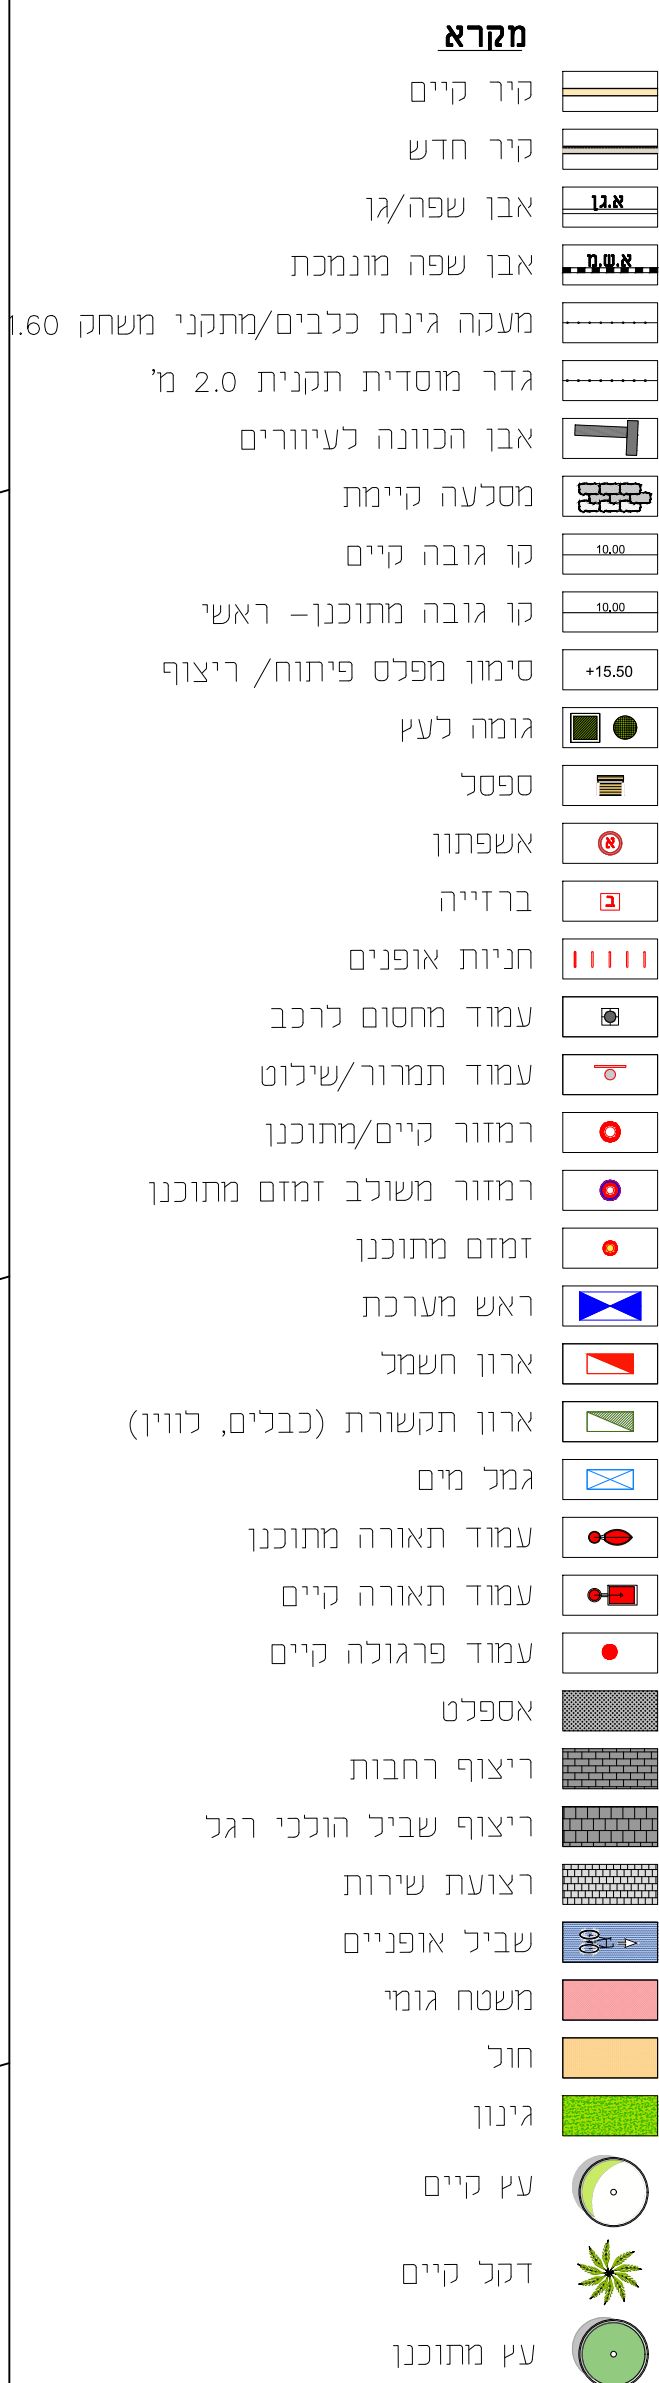 מקרא
קיר קיים
קיר חדש
אבן שפה/גן א.גן
אבן שפה מונמכת א.ש.מ
מעקה גינת כלבים/מתקני משחק 1.60
גדר מוסדית תקנית 2.0 מ'
אבן הכוונה לעיוורים
מסלעה קיימת
קו גובה קיים 10.00
קו גובה מתוכנן- ראשי 10.00
סימון מפלס פיתוח/ ריצוף +15.50
גומה לעץ
ספסל
אשפתון א
ברזייה ב
חניות אופנים
עמוד מחסום לרכב
עמוד תמרור/שילוט
רמזור קיים/מתוכנן
רמזור משולב זמזם מתוכנן
זמזם מתוכנן
ראש מערכת
ארון חשמל
ארון תקשורת (כבלים, לווין)
גמל מים
עמוד תאורה מתוכנן
עמוד תאורה קיים
עמוד פרגולה קיים
אספלט
ריצוף רחבות
ריצוף שביל הולכי רגל
רצועת שירות
שביל אופניים
משטח גומי
חול
גינון
עץ קיים
דקל קיים
עץ מתוכנן